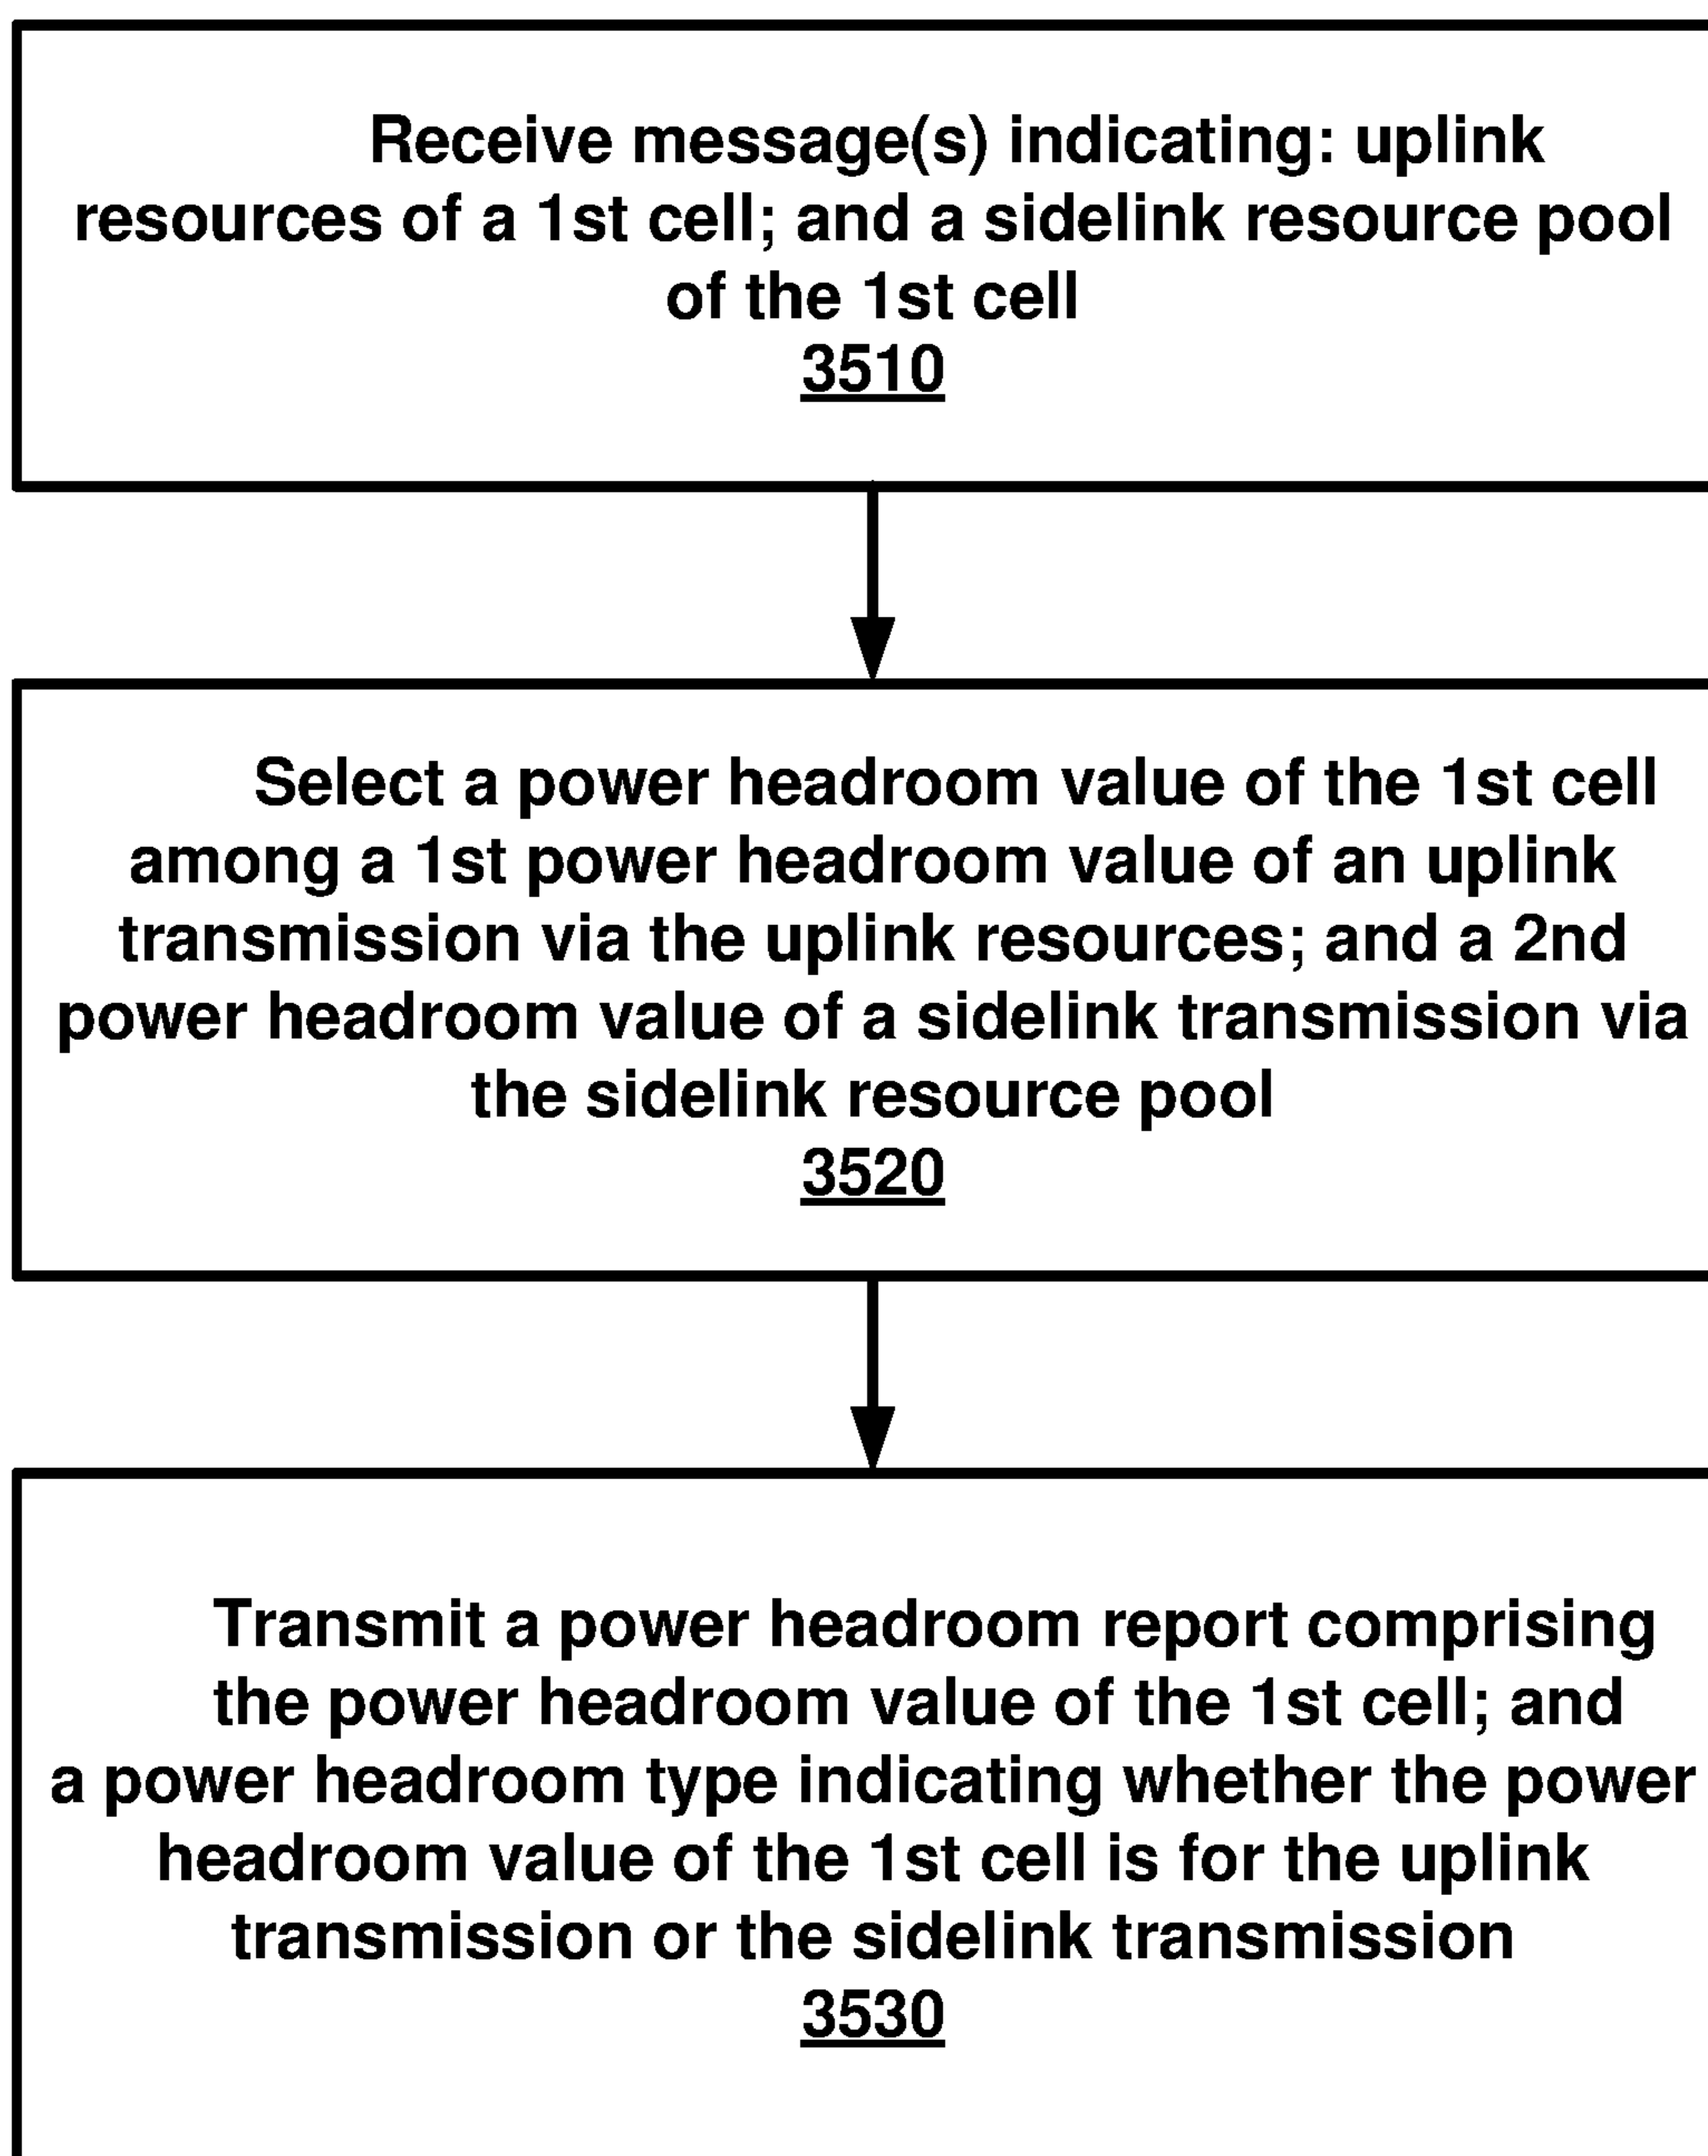 Receive message(s) indicating: uplink
resources of a 1st cell; and a sidelink resource pool
of the 1st cell
3510
Select a power headroom value of the 1st cell
among a 1st power headroom value of an uplink
transmission via the uplink resources; and a 2nd
power headroom value of a sidelink transmission via
the sidelink resource pool
3520
Transmit a power headroom report comprising
the power headroom value of the 1st cell; and
a power headroom type indicating whether the power
headroom value of the 1st cell is for the uplink
transmission or the sidelink transmission
3530